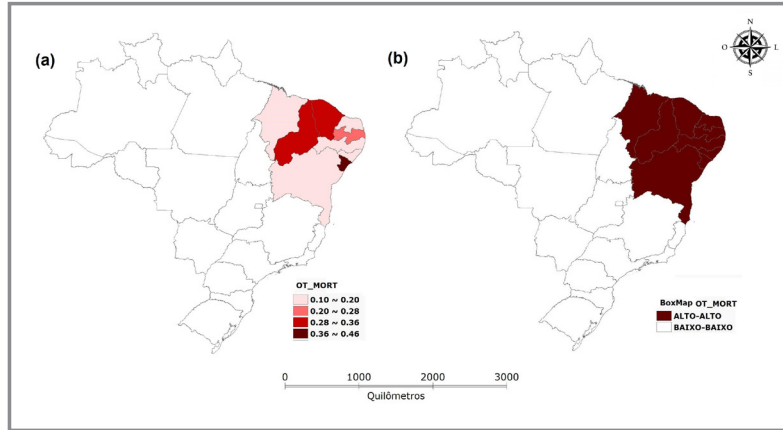 (a)
(b)
N
O
L
S
OT_MORT
0.10 ~ 0.20
0.20 ~ 0.28
0.28 ~ 0.36
0.36 ~ 0.46
BoxMap OT_MORT
ALTO-ALTO
BAIXO-BAIXO
0 1000 2000 3000
Quilômetros